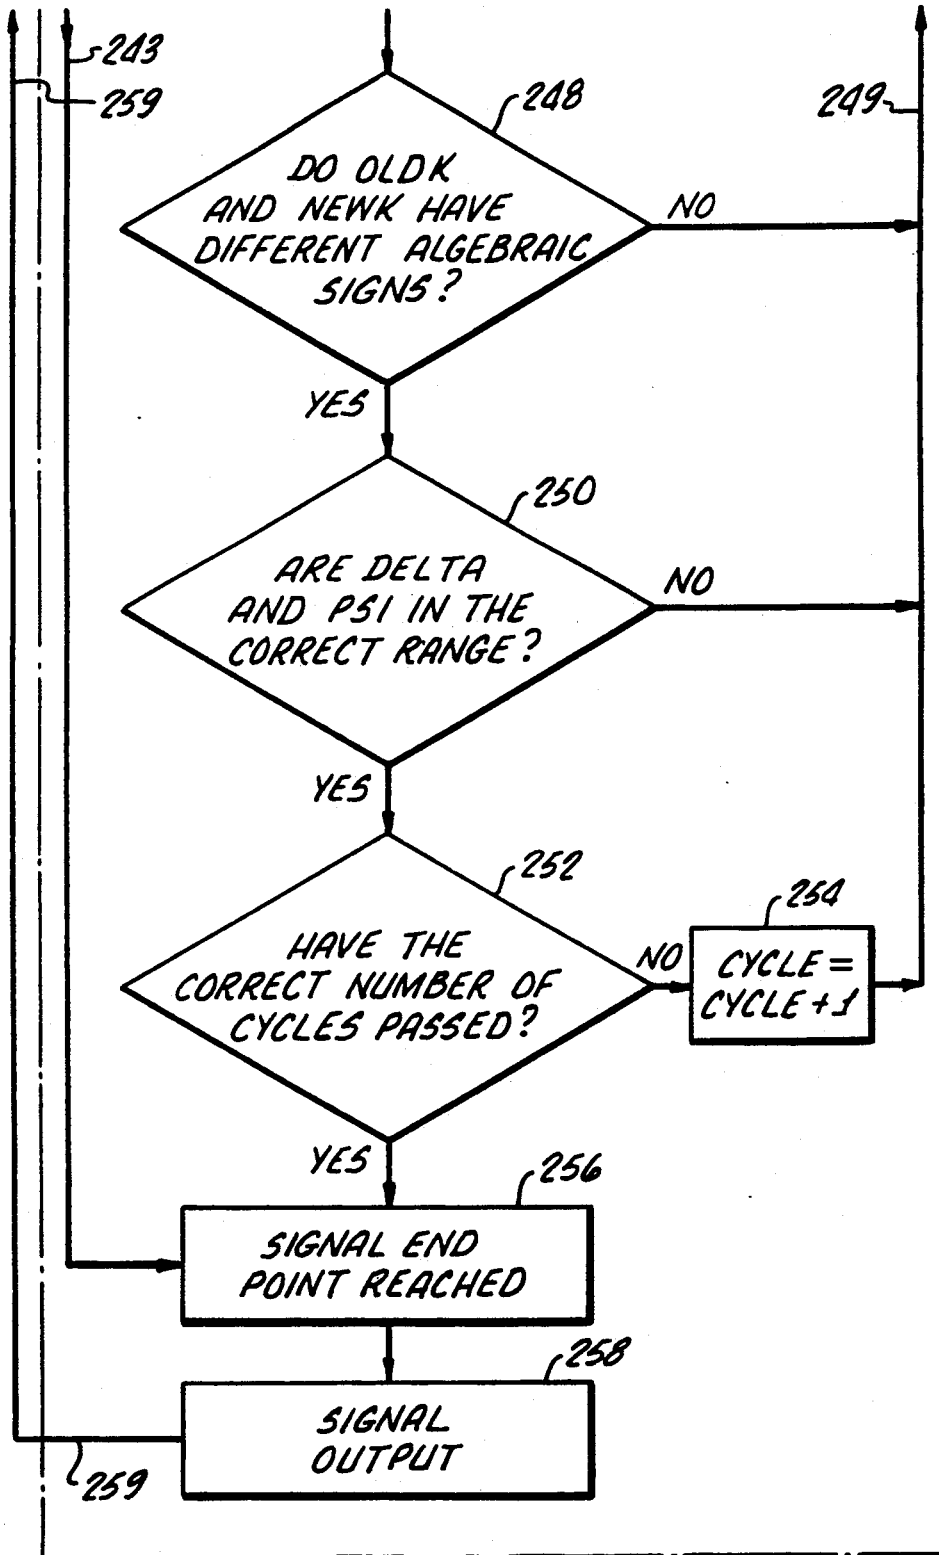 243
259
248
249
DO OLDK
AND NEWK HAVE
DIFFERENT ALGEBRAIC
SIGNS?
NO
YES
250
ARE DELTA
AND PSI IN THE
CORRECT RANGE?
NO
YES
252
HAVE THE
CORRECT NUMBER OF
CYCLES PASSED?
NO
254
CYCLE =
CYCLE + 1
YES
256
SIGNAL END
POINT REACHED
258
SIGNAL
OUTPUT
259